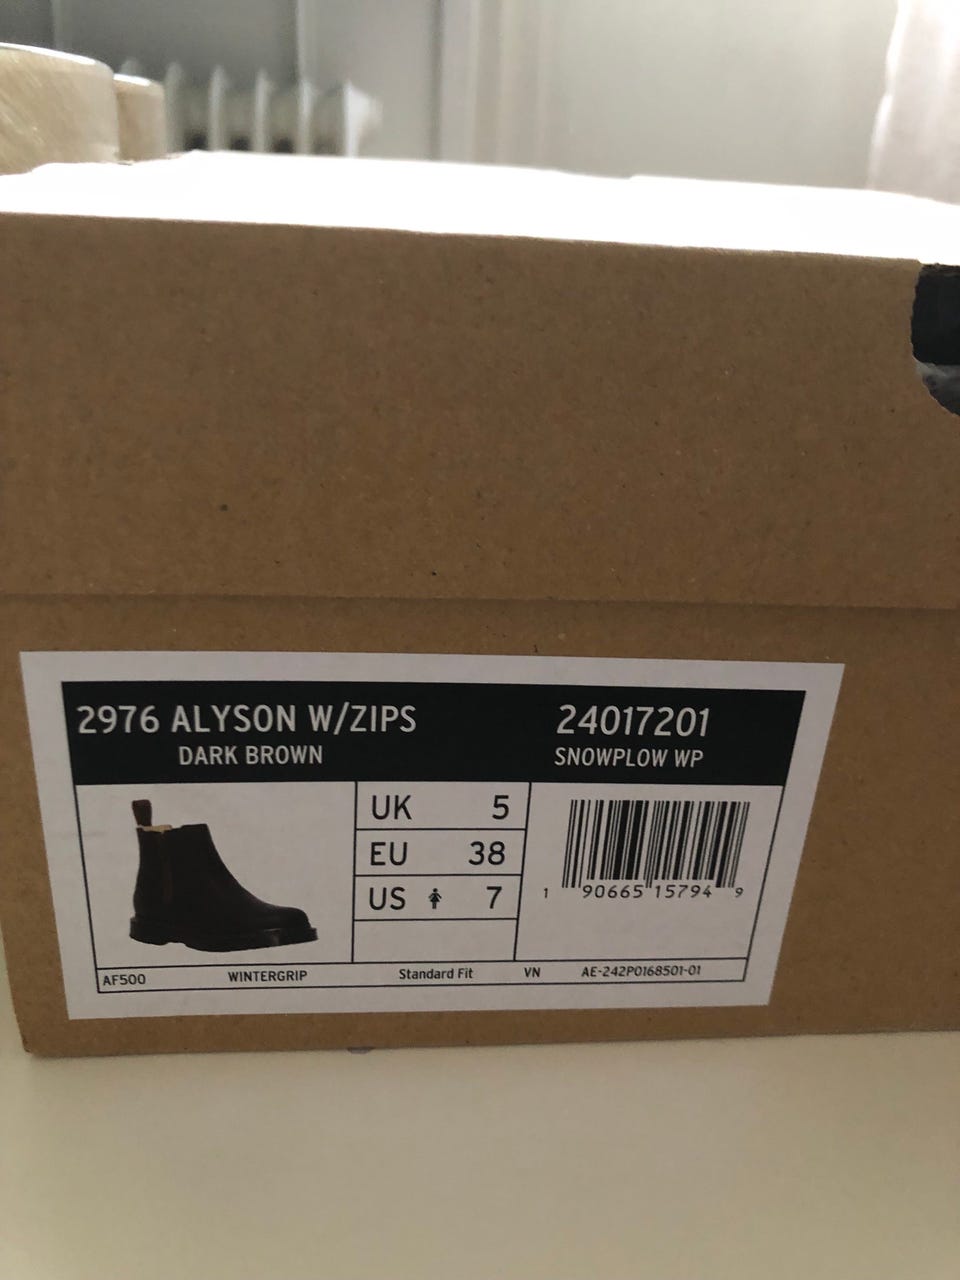 2976 ALYSON W/ZIPS
DARK BROWN
24017201
SNOWPLOW WP
UK 5
EU 38
US 7
1 90665 15794 9
AF500 WINTERGRIP Standard Fit VN AE-242P0168501-01